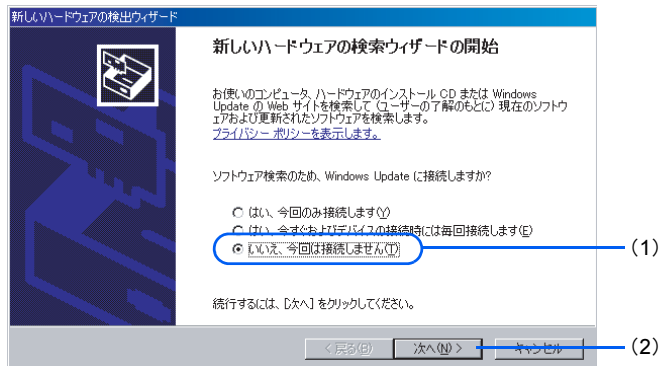 新しいハードウェアの検出ウィザード
新しいハードウェアの検索ウィザードの開始
お使いのコンピュータ、ハードウェアのインストール CD または Windows
Update の Web サイトを検索して (ユーザーの了解のもとに) 現在のソフトウ
ェアおよび更新されたソフトウェアを検索します。
プライバシー ポリシーを表示します。
ソフトウェア検索のため、Windows Update に接続しますか?
はい、今回のみ接続します(Y)
はい、今すぐおよびデバイスの接続時には毎回接続します(E)
いいえ、今回は接続しません(T)
(1)
続行するには、[次へ] をクリックしてください。
< 戻る(B)
次へ(N) >
キャンセル
(2)